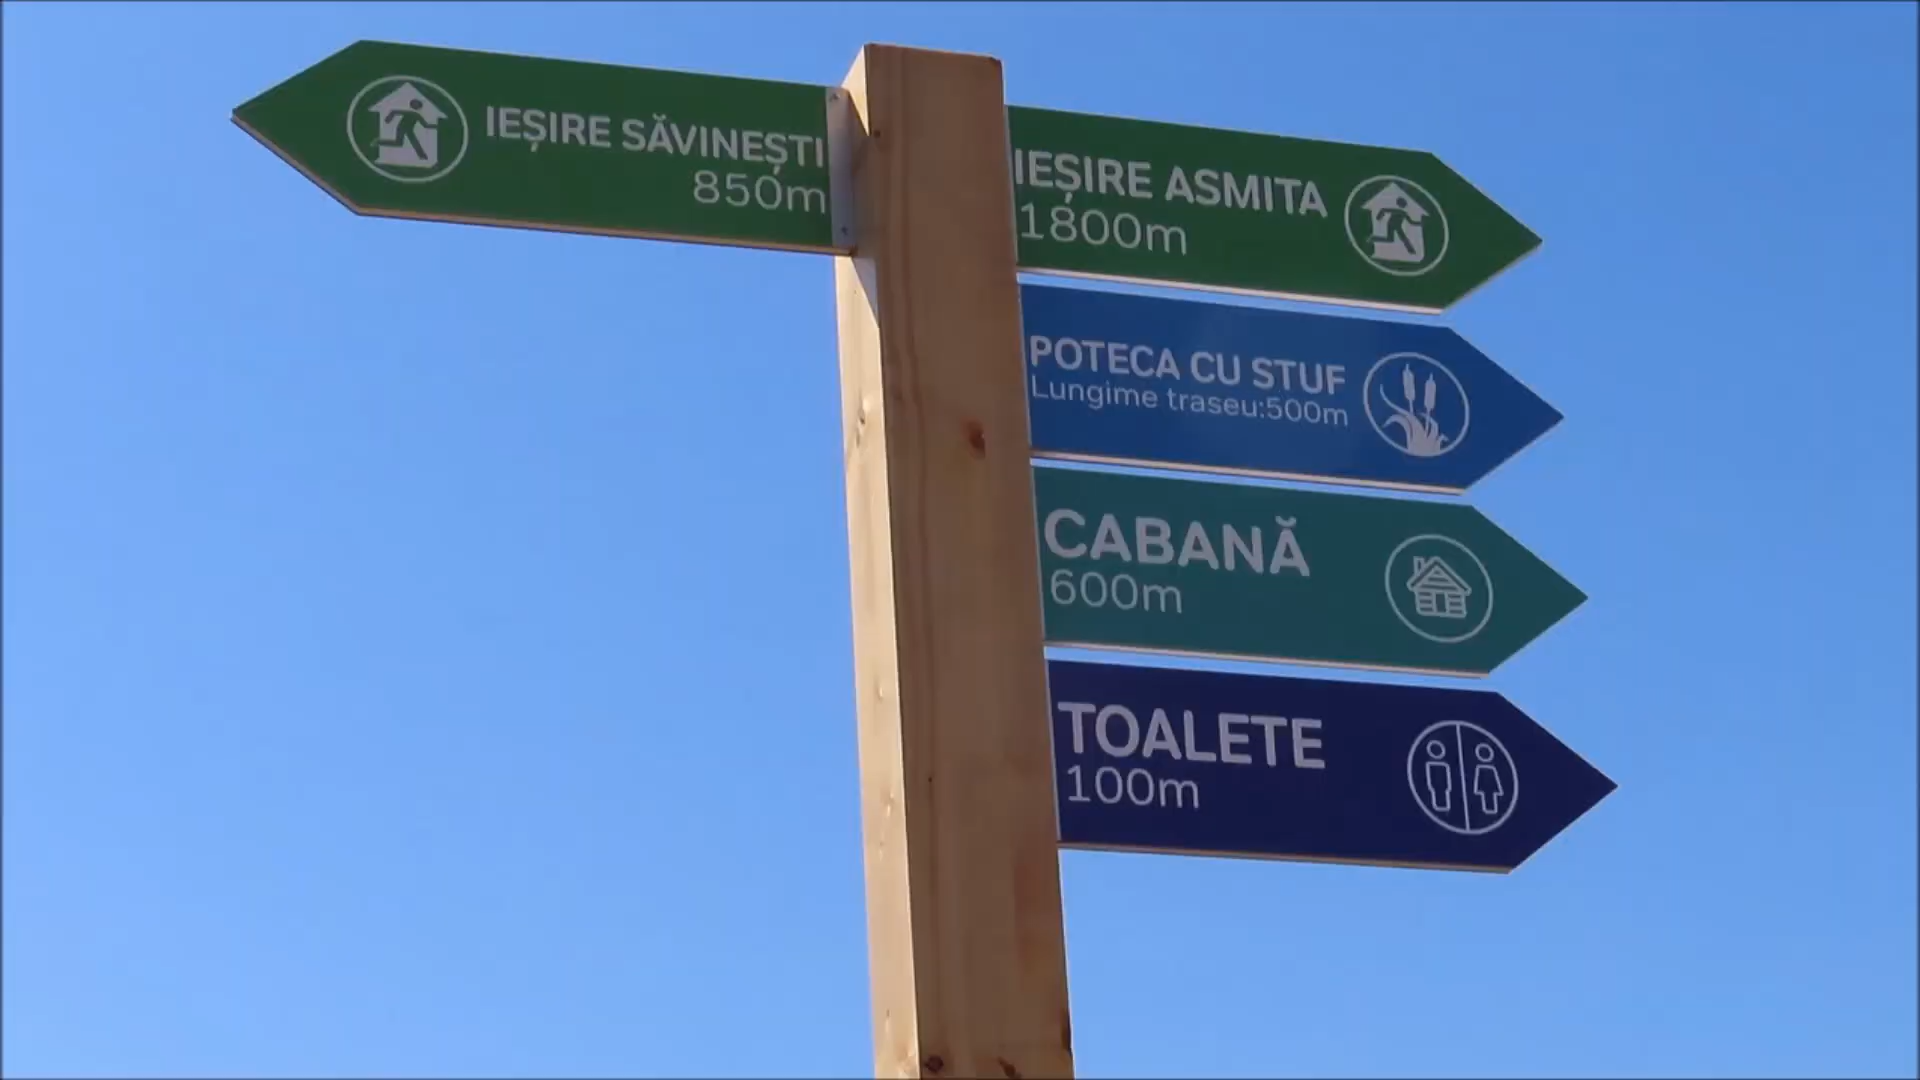 IEȘIRE SĂVINEȘTI
850m
IEȘIRE ASMITA
1800m
POTECA CU STUF
Lungime traseu:500m
CABANĂ
600m
TOALETE
100m